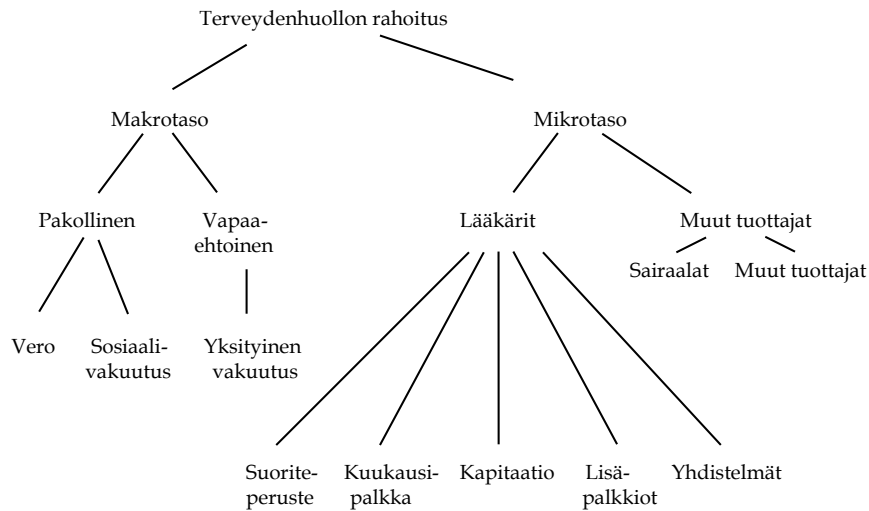 Terveydenhuollon rahoitus
Makrotaso
Mikrotaso
Pakollinen
Vapaa-
ehtoinen
Lääkärit
Muut tuottajat
Sairaalat
Muut tuottajat
Vero
Sosiaali-
vakuutus
Yksityinen
vakuutus
Suorite-
peruste
Kuukausi-
palkka
Kapitaatio
Lisä-
palkkiot
Yhdistelmät